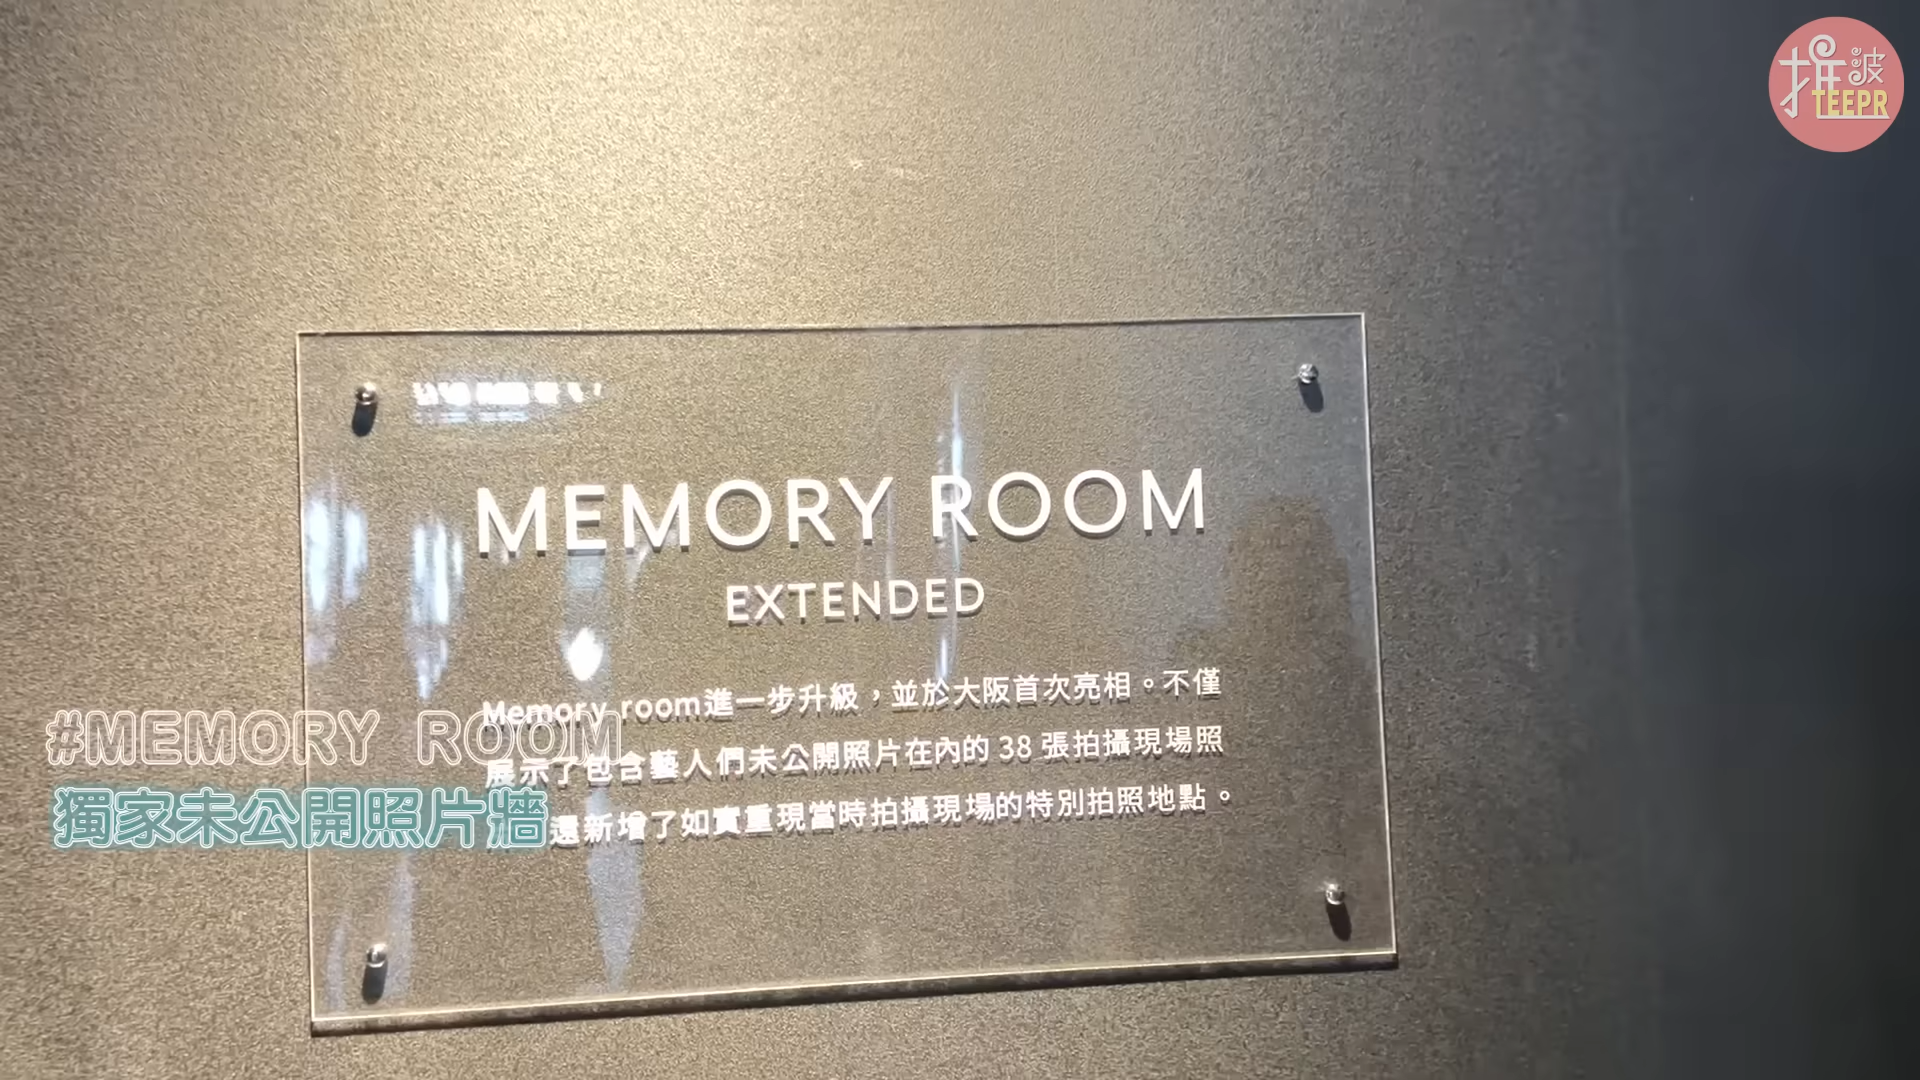 推波
TEEPR
MEMORY ROOM
EXTENDED
Memory room進一步升級，並於大阪首次亮相。不僅
展示了包含藝人們未公開照片在內的 38 張拍攝現場照
還新增了如實重現當時拍攝現場的特別拍照地點。
#MEMORY ROOM
獨家未公開照片牆